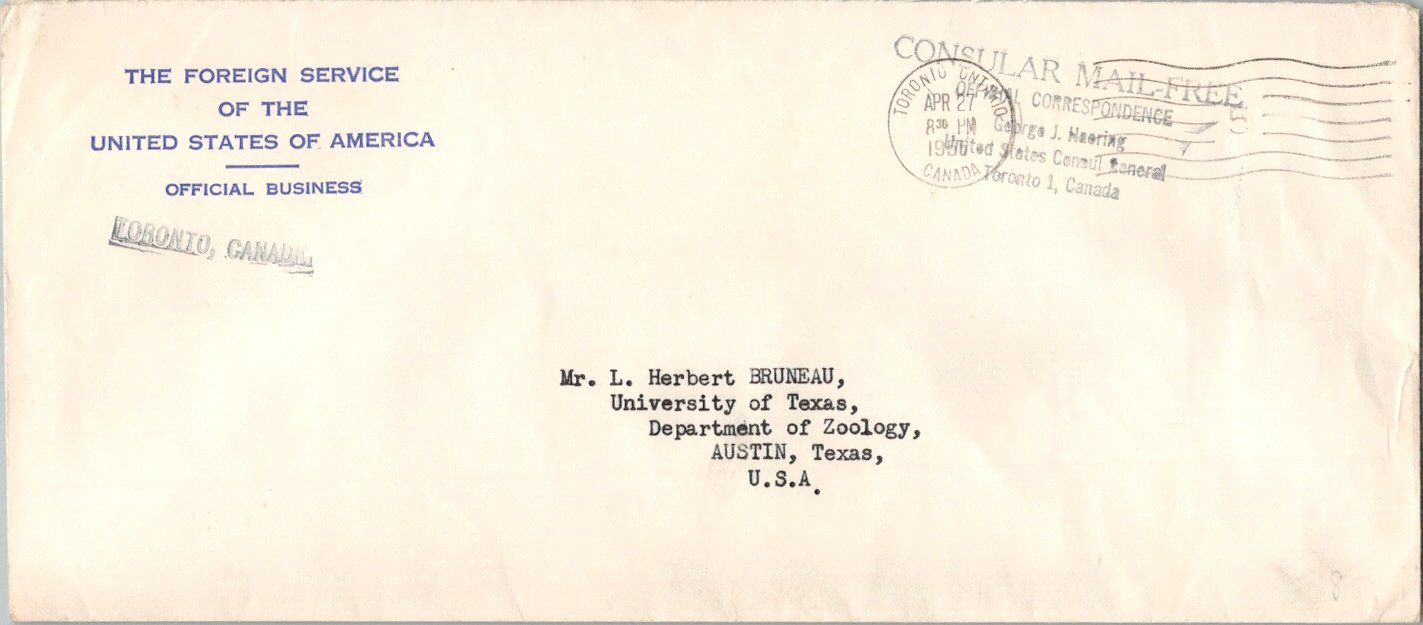 THE FOREIGN SERVICE
OF THE
UNITED STATES OF AMERICA
OFFICIAL BUSINESS
TORONTO, CANADA.
CONSULAR MAIL-FREE
OFFICIAL CORRESPONDENCE
George J. Haering
United States Consul General
Toronto 1, Canada
TORONTO ONTARIO
APR 27
8 30 PM
CANADA
Mr. L. Herbert BRUNEAU,
University of Texas,
Department of Zoology,
AUSTIN, Texas,
U.S.A.
8